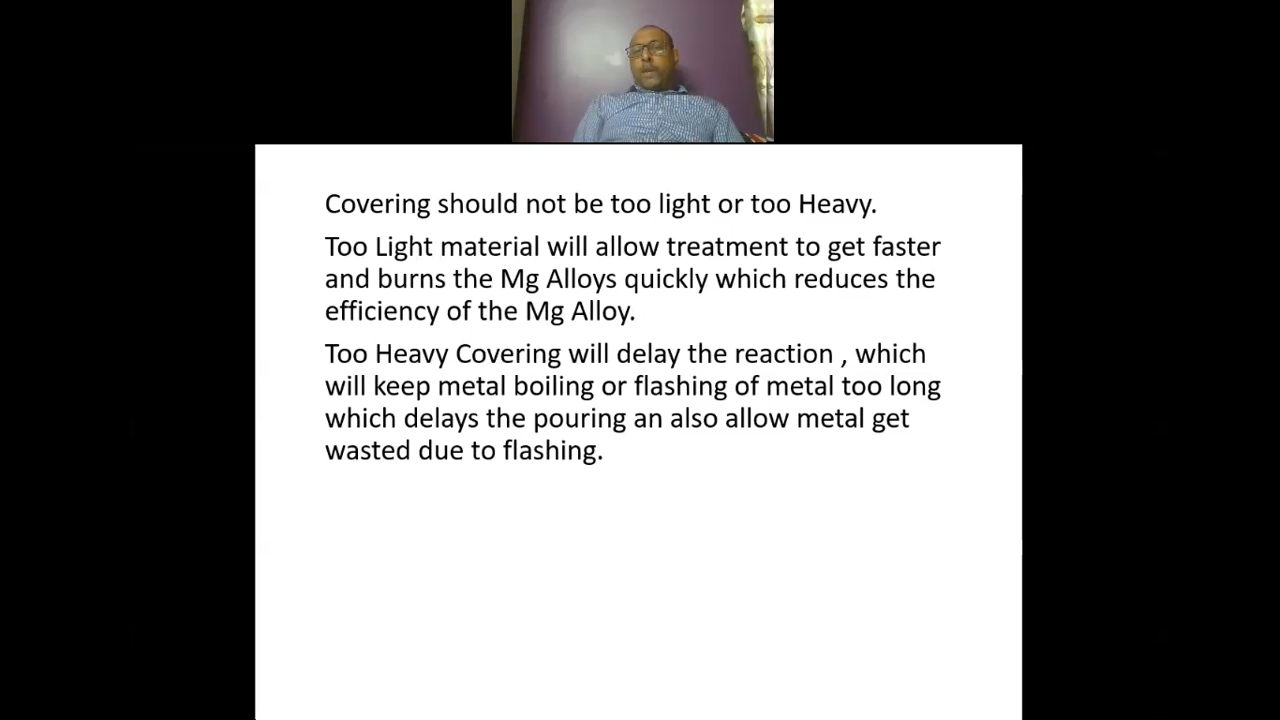 Covering should not be too light or too Heavy.
Too Light material will allow treatment to get faster
and burns the Mg Alloys quickly which reduces the
efficiency of the Mg Alloy.
Too Heavy Covering will delay the reaction , which
will keep metal boiling or flashing of metal too long
which delays the pouring an also allow metal get
wasted due to flashing.